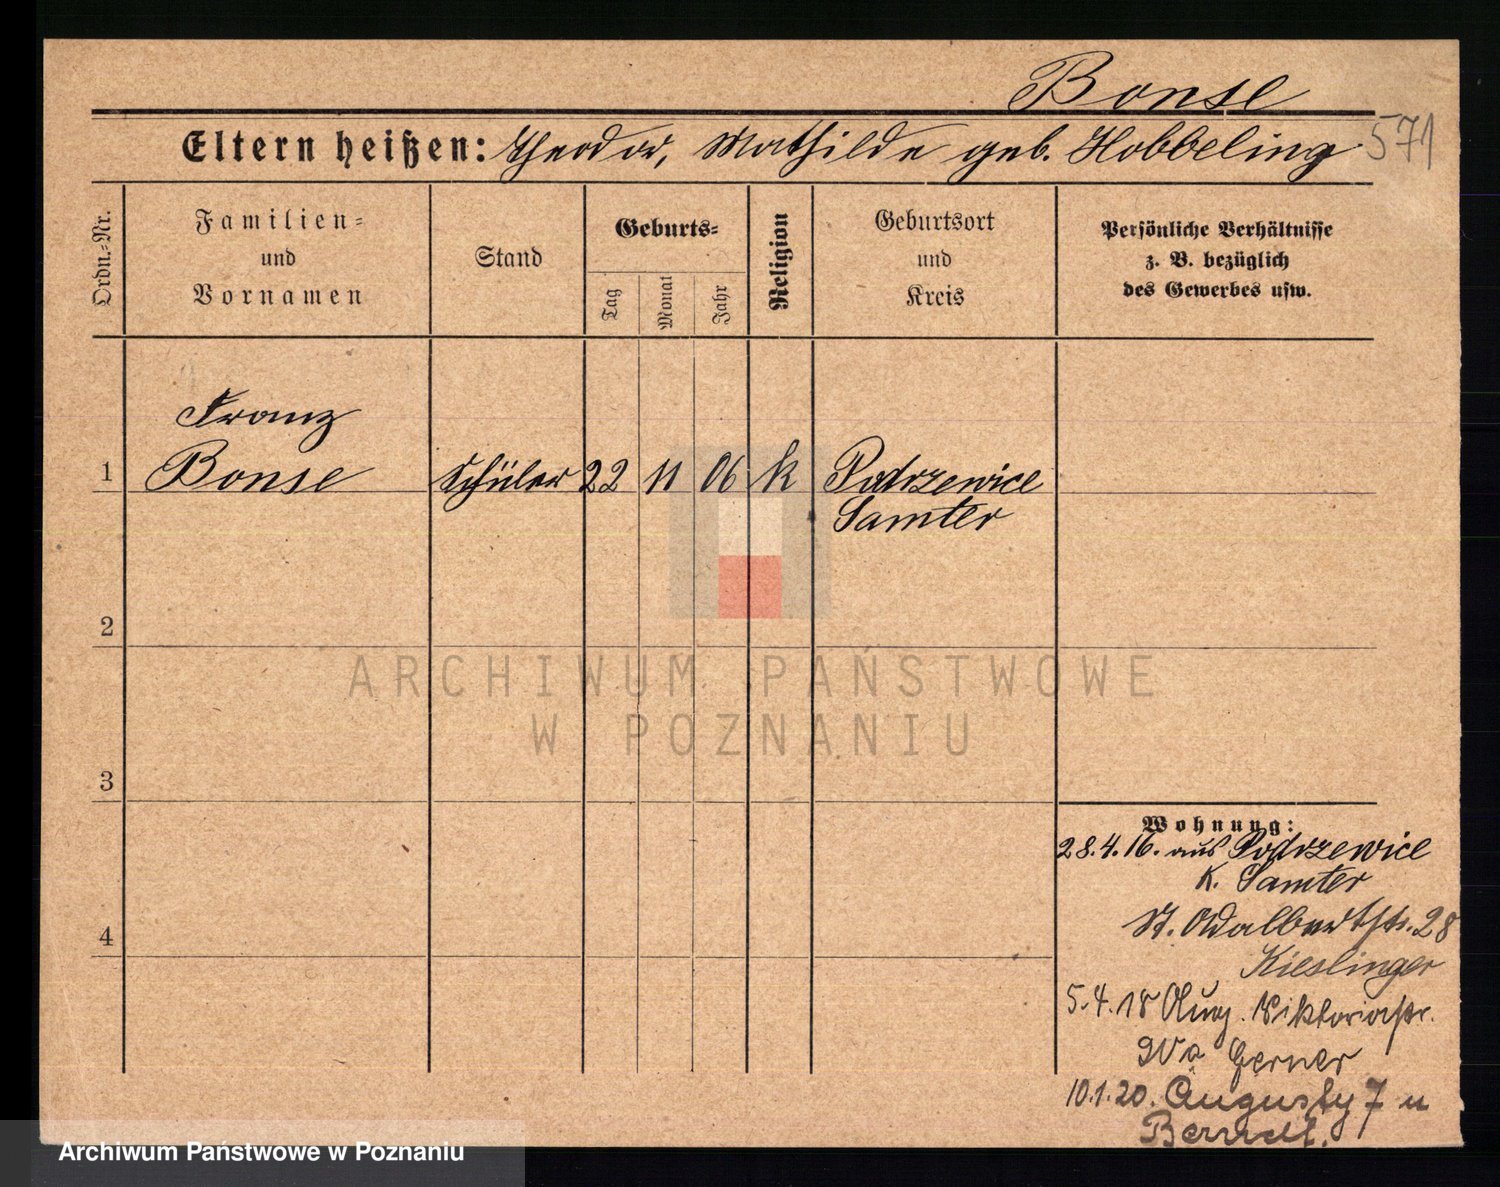 Bonse
571
Eltern heißen: Theodor, Mathilde geb. Hobbeling
Ordn.-Nr.
Familien-
und
Vornamen
Stand
Geburts-
Tag
Monat
Jahr
Religion
Geburtsort
und
Kreis
Persönliche Verhältnisse
z. B. bezüglich
des Gewerbes usw.
Franz
1 Bonse Schüler 22 11 06 k Podrzewice
Samter
2
3
4
Wohnung:
28.4.16. aus Podrzewice
K. Samter
St. Adalbertstr. 28
Kieslinger
5.4.18 Viktoriastr.
Gerner
10.1.20. 7 u
Berndt.
ARCHIWUM PAŃSTWOWE
W POZNANIU
Archiwum Państwowe w Poznaniu